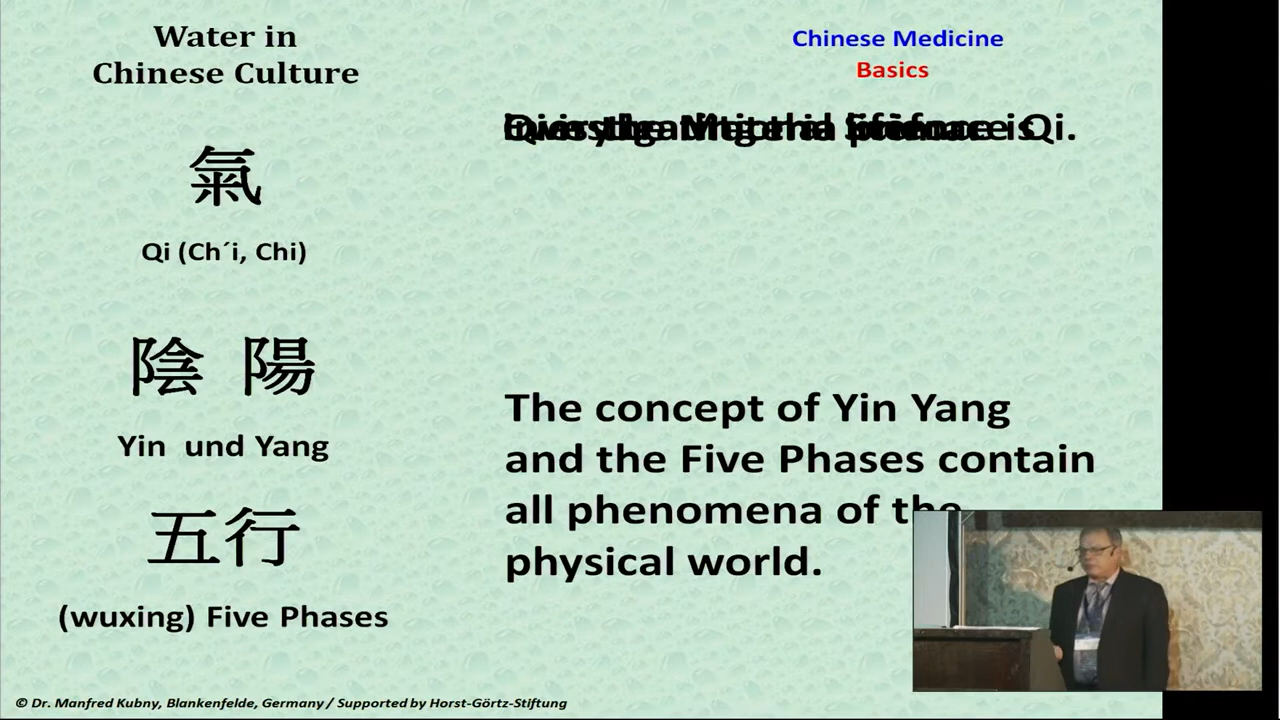 Water in
Chinese Culture
氣
Qi (Ch´i, Chi)
陰 陽
Yin und Yang
五行
(wuxing) Five Phases
Chinese Medicine
Basics
Qi.
The concept of Yin Yang
and the Five Phases contain
all phenomena of the
physical world.
© Dr. Manfred Kubny, Blankenfelde, Germany / Supported by Horst-Görtz-Stiftung